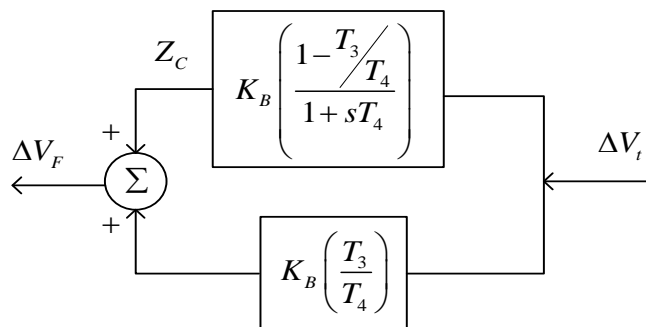 Z_C
K_B ( (1 - T_3/T_4) / (1 + sT_4) )
+
ΔV_F
Σ
ΔV_t
+
K_B ( T_3 / T_4 )